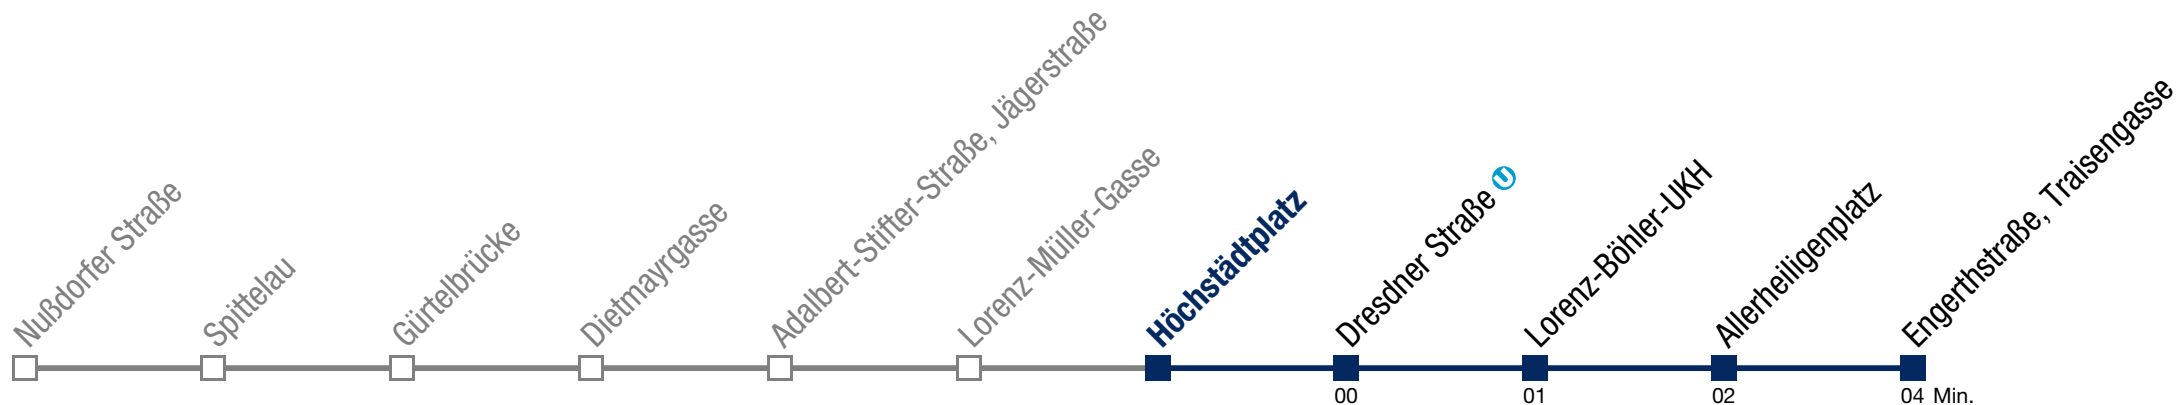 Nußdorfer Straße
Spittelau
Gürtelbrücke
Dietmayrgasse
Adalbert-Stifter-Straße, Jägerstraße
Lorenz-Müller-Gasse
Höchstädtplatz
Dresdner Straße U
Lorenz-Böhler-UKH
Allerheiligenplatz
Engerthstraße, Traisengasse
00 01 02 04 Min.